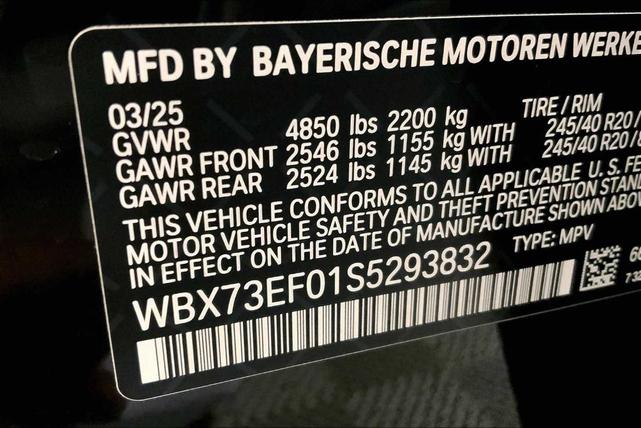 MFD BY BAYERISCHE MOTOREN WERKE
03/25 TIRE / RIM
GVWR 4850 lbs 2200 kg
GAWR FRONT 2546 lbs 1155 kg WITH 245/40 R20 /
GAWR REAR 2524 lbs 1145 kg WITH 245/40 R20 /
THIS VEHICLE CONFORMS TO ALL APPLICABLE U. S. FE
MOTOR VEHICLE SAFETY AND THEFT PREVENTION STAN
IN EFFECT ON THE DATE OF MANUFACTURE SHOWN ABOV
WBX73EF01S5293832 TYPE: MPV